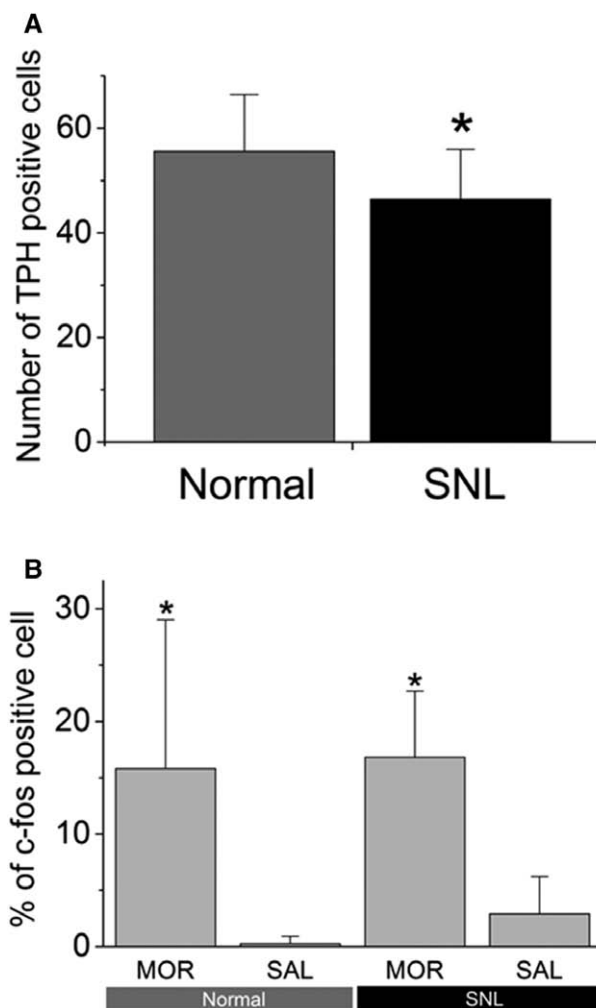 A
Number of TPH positive cells
60
40
20
0
*
Normal SNL
B
% of c-fos positive cell
30
20
10
0
* *
MOR SAL MOR SAL
Normal SNL